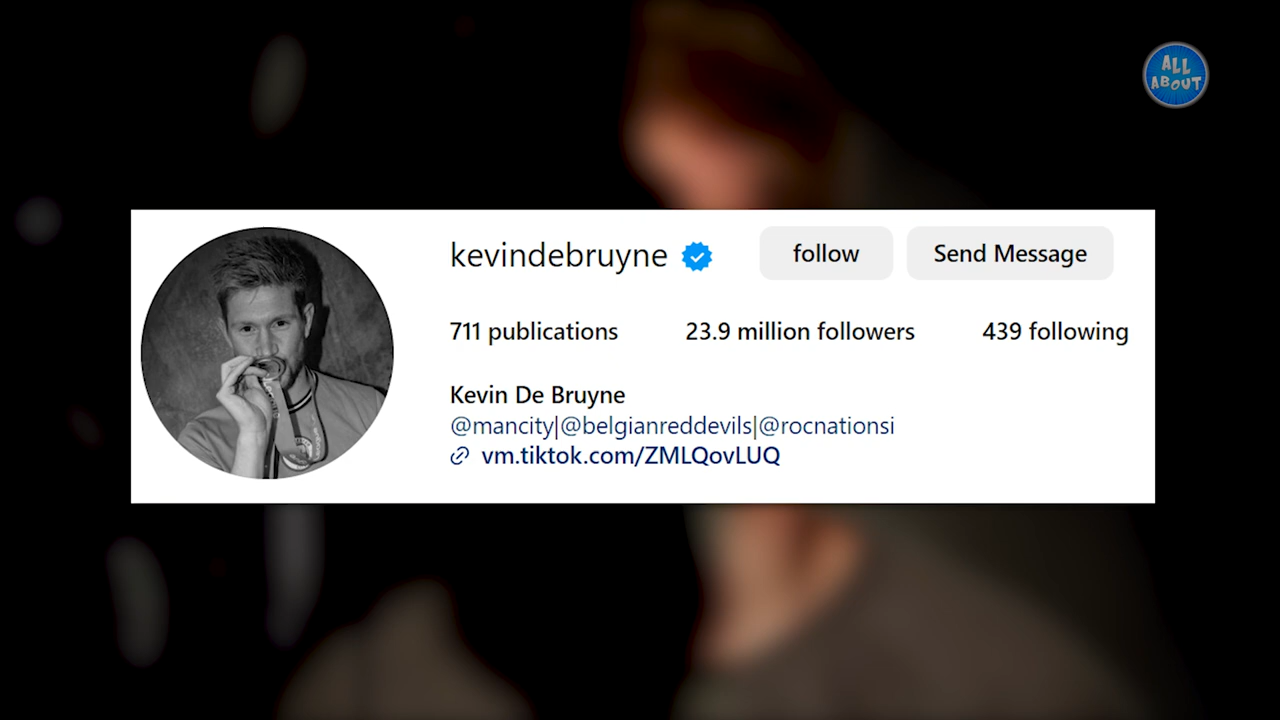 ALL
ABOUT
kevindebruyne
follow
Send Message
711 publications
23.9 million followers
439 following
Kevin De Bruyne
@mancity|@belgianreddevils|@rocnationsi
vm.tiktok.com/ZMLQovLUQ